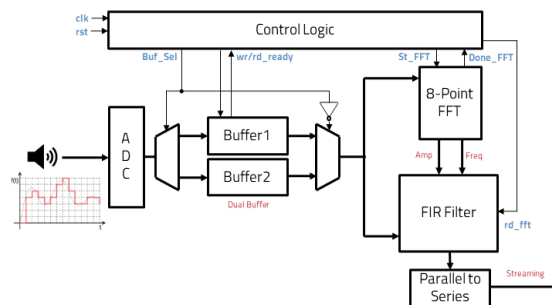 clk
rst
Control Logic
Buf_Sel
wr/rd_ready
St_FFT
Done_FFT
8-Point
FFT
A
D
C
Buffer1
Buffer2
Dual Buffer
Amp
Freq
f(t)
t
FIR Filter
rd_fft
Parallel to
Series
Streaming